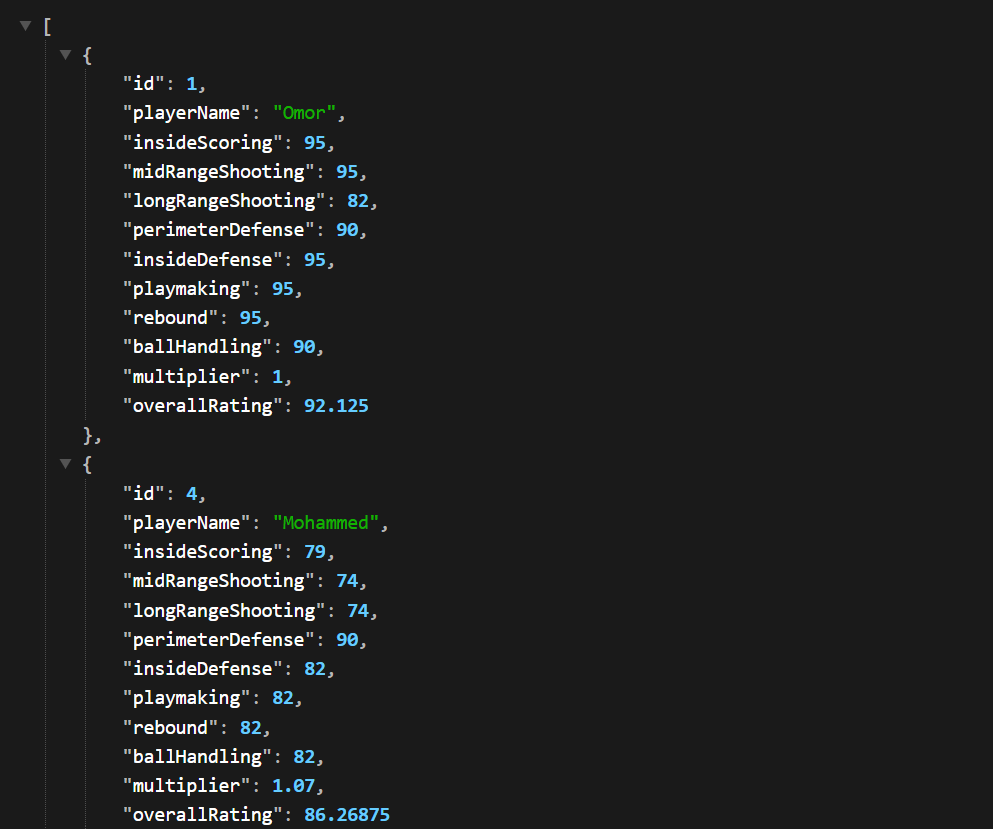 [
{
"id": 1,
"playerName": "Omor",
"insideScoring": 95,
"midRangeShooting": 95,
"longRangeShooting": 82,
"perimeterDefense": 90,
"insideDefense": 95,
"playmaking": 95,
"rebound": 95,
"ballHandling": 90,
"multiplier": 1,
"overallRating": 92.125
},
{
"id": 4,
"playerName": "Mohammed",
"insideScoring": 79,
"midRangeShooting": 74,
"longRangeShooting": 74,
"perimeterDefense": 90,
"insideDefense": 82,
"playmaking": 82,
"rebound": 82,
"ballHandling": 82,
"multiplier": 1.07,
"overallRating": 86.26875